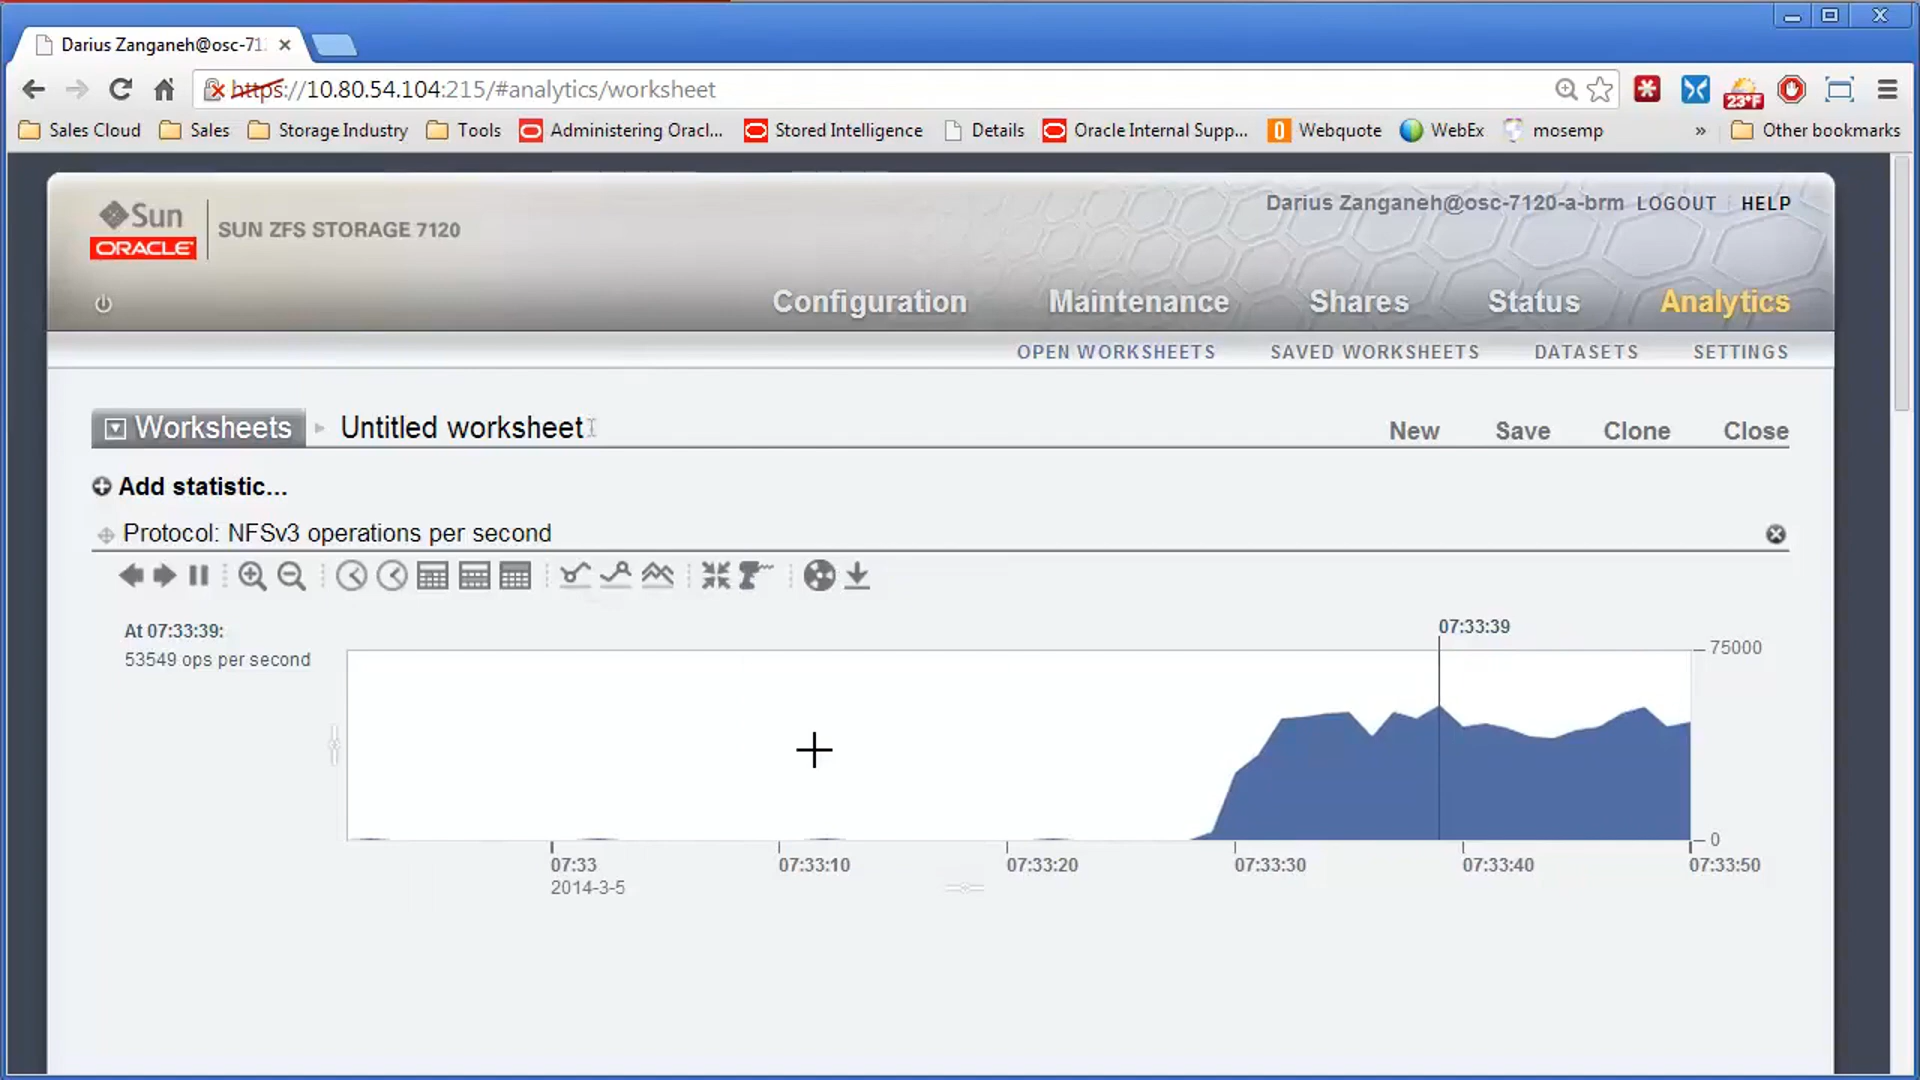 Darius Zanganeh@osc-71
https://10.80.54.104:215/#analytics/worksheet
23°F
Sales Cloud Sales Storage Industry Tools Administering Oracl... Stored Intelligence Details Oracle Internal Supp... Webquote WebEx mosemp » Other bookmarks
Darius Zanganeh@osc-7120-a-brm LOGOUT HELP
Sun
ORACLE
SUN ZFS STORAGE 7120
Configuration Maintenance Shares Status Analytics
OPEN WORKSHEETS SAVED WORKSHEETS DATASETS SETTINGS
Worksheets Untitled worksheet New Save Clone Close
Add statistic...
Protocol: NFSv3 operations per second
At 07:33:39:
53549 ops per second
07:33:39
75000
0
07:33 07:33:10 07:33:20 07:33:30 07:33:40 07:33:50
2014-3-5